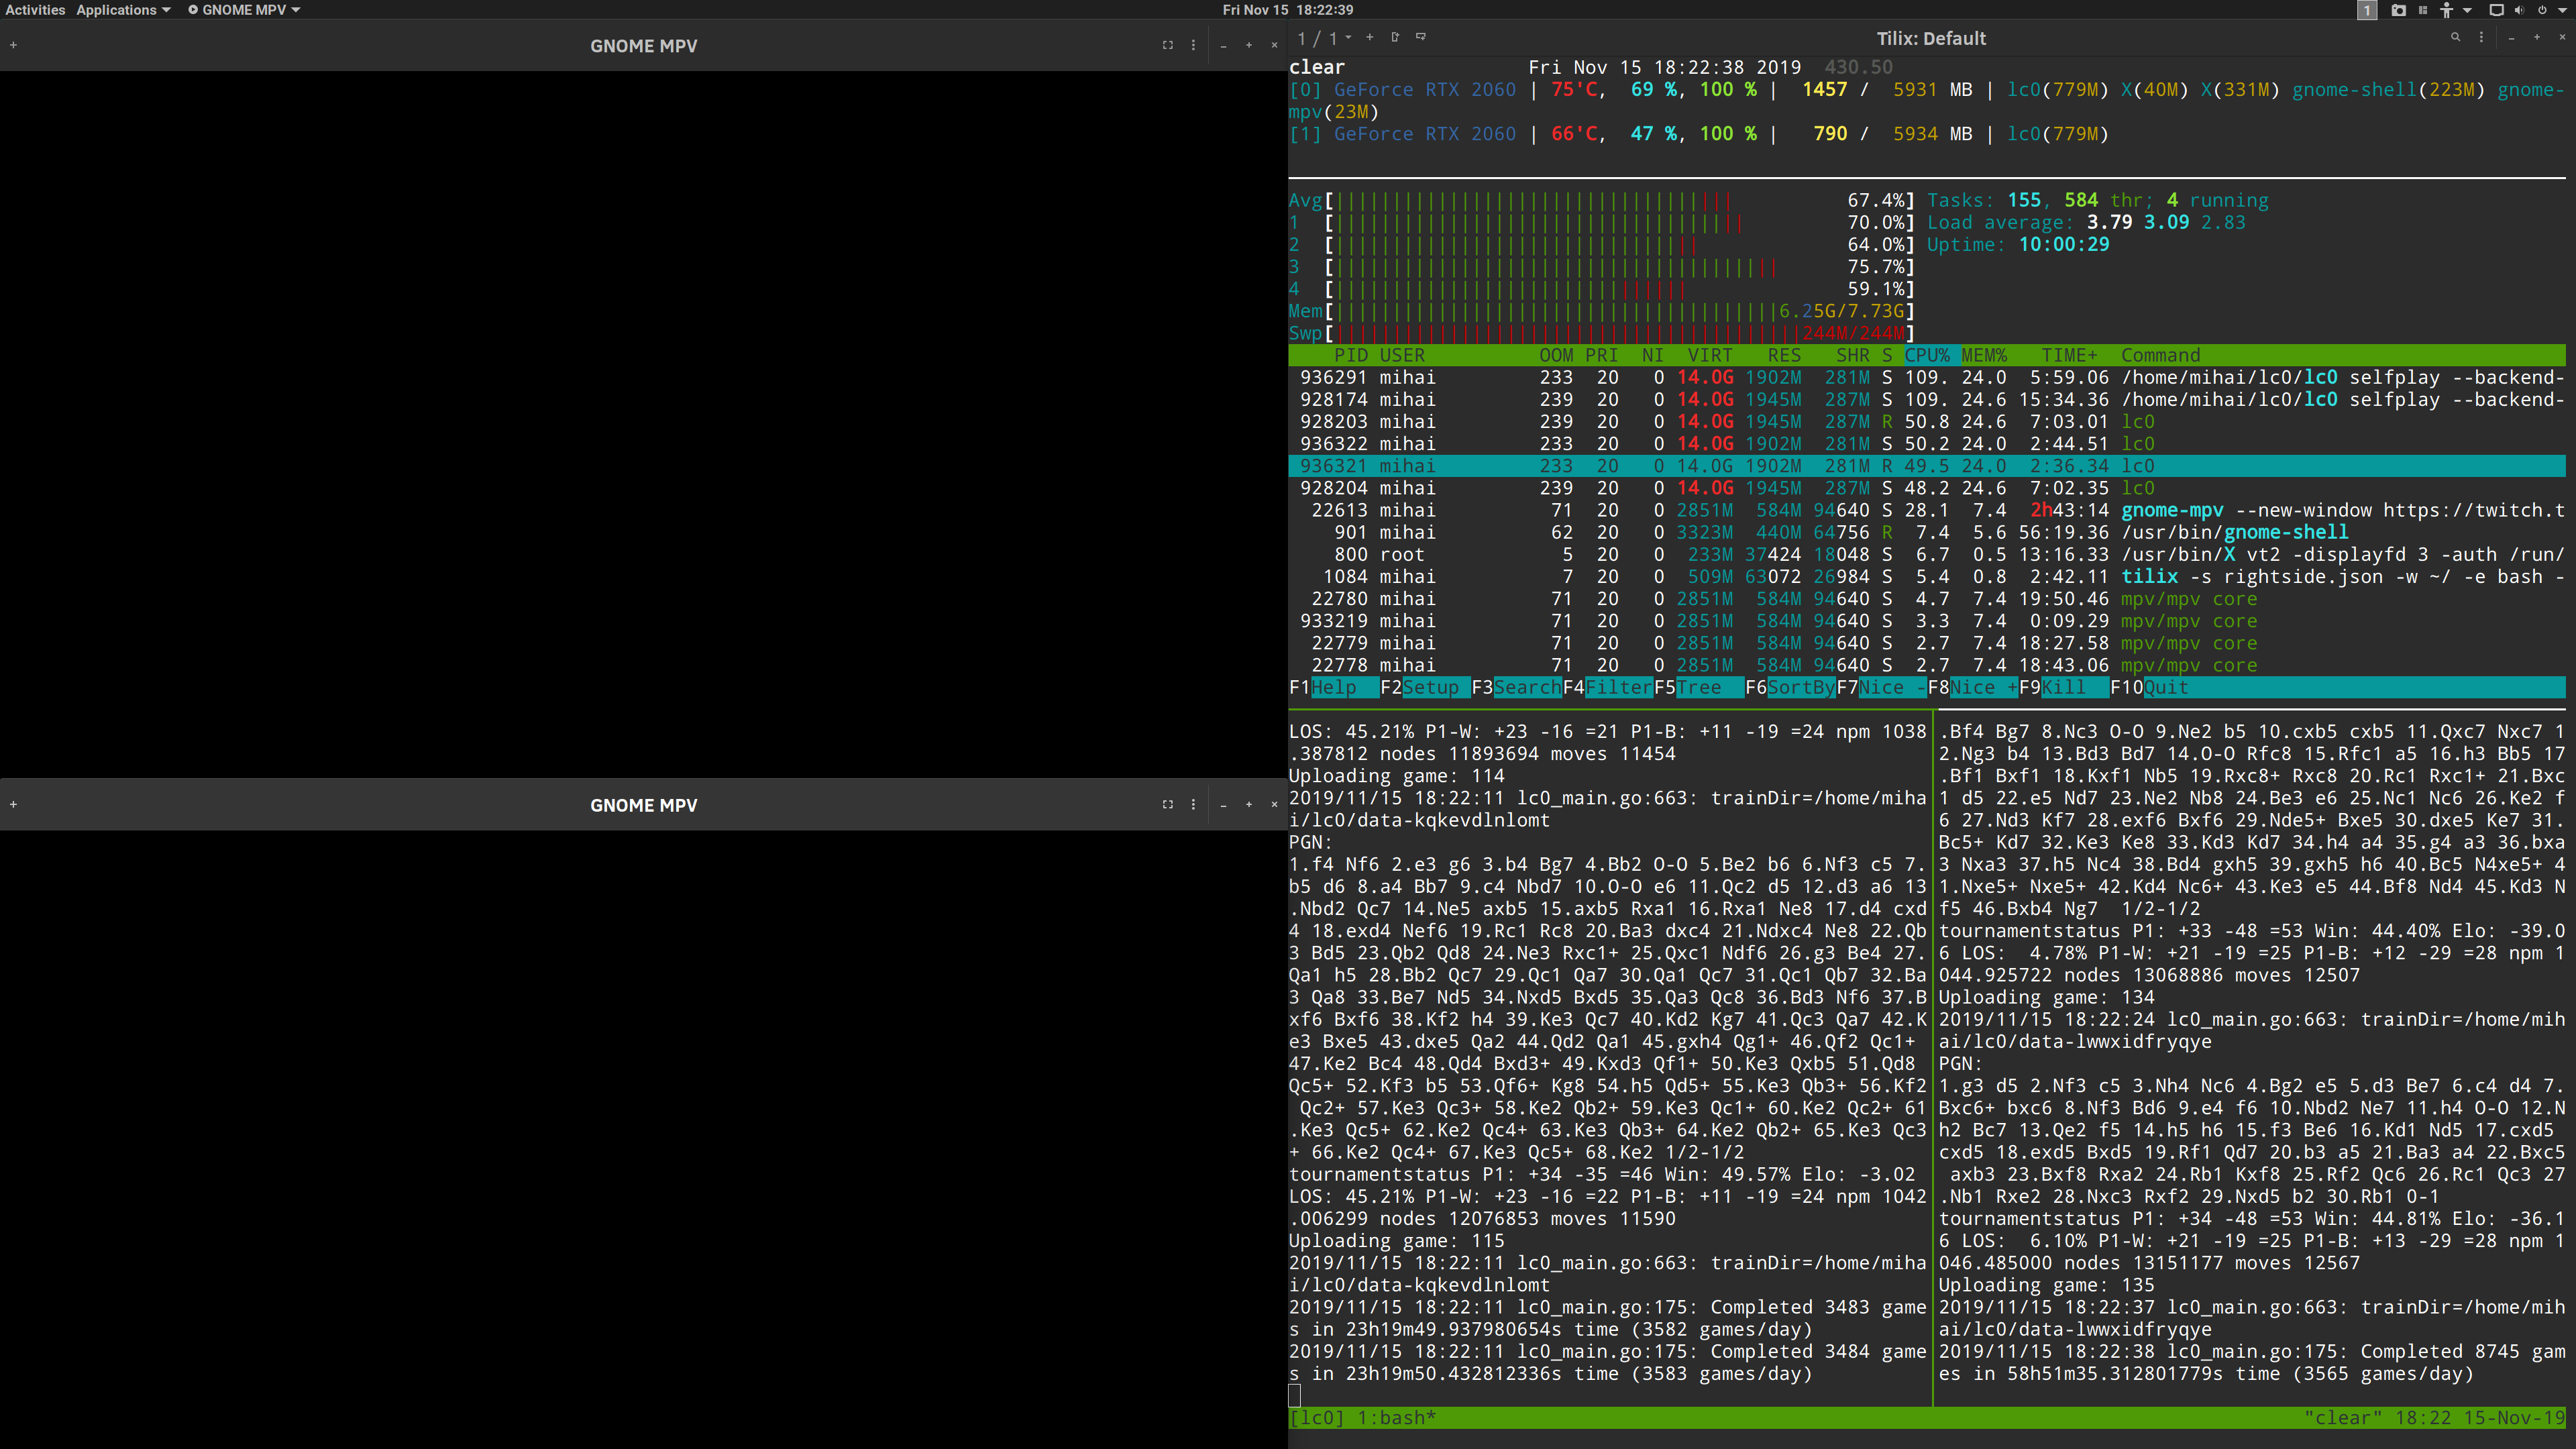 Activities Applications GNOME MPV Fri Nov 15 18:22:39 1
GNOME MPV
GNOME MPV
1 / 1 Tilix: Default
clear Fri Nov 15 18:22:38 2019 430.50
[0] GeForce RTX 2060 | 75'C, 69 %, 100 % | 1457 / 5931 MB | lc0(779M) X(40M) X(331M) gnome-shell(223M) gnome-
mpv(23M)
[1] GeForce RTX 2060 | 66'C, 47 %, 100 % | 790 / 5934 MB | lc0(779M)
Avg[ 67.4%] Tasks: 155, 584 thr; 4 running
1 [ 70.0%] Load average: 3.79 3.09 2.83
2 [ 64.0%] Uptime: 10:00:29
3 [ 75.7%]
4 [ 59.1%]
Mem[ 6.25G/7.73G]
Swp[ 244M/244M]
PID USER OOM PRI NI VIRT RES SHR S CPU% MEM% TIME+ Command
936291 mihai 233 20 0 14.0G 1902M 281M S 109. 24.0 5:59.06 /home/mihai/lc0/lc0 selfplay --backend-
928174 mihai 239 20 0 14.0G 1945M 287M S 109. 24.6 15:34.36 /home/mihai/lc0/lc0 selfplay --backend-
928203 mihai 239 20 0 14.0G 1945M 287M R 50.8 24.6 7:03.01 lc0
936322 mihai 233 20 0 14.0G 1902M 281M S 50.2 24.0 2:44.51 lc0
936321 mihai 233 20 0 14.0G 1902M 281M R 49.5 24.0 2:36.34 lc0
928204 mihai 239 20 0 14.0G 1945M 287M S 48.2 24.6 7:02.35 lc0
22613 mihai 71 20 0 2851M 584M 94640 S 28.1 7.4 2h43:14 gnome-mpv --new-window https://twitch.t
901 mihai 62 20 0 3323M 440M 64756 R 7.4 5.6 56:19.36 /usr/bin/gnome-shell
800 root 5 20 0 233M 37424 18048 S 6.7 0.5 13:16.33 /usr/bin/X vt2 -displayfd 3 -auth /run/
1084 mihai 7 20 0 509M 63072 26984 S 5.4 0.8 2:42.11 tilix -s rightside.json -w ~/ -e bash -
22780 mihai 71 20 0 2851M 584M 94640 S 4.7 7.4 19:50.46 mpv/mpv core
933219 mihai 71 20 0 2851M 584M 94640 S 3.3 7.4 0:09.29 mpv/mpv core
22779 mihai 71 20 0 2851M 584M 94640 S 2.7 7.4 18:27.58 mpv/mpv core
22778 mihai 71 20 0 2851M 584M 94640 S 2.7 7.4 18:43.06 mpv/mpv core
F1Help F2Setup F3SearchF4FilterF5Tree F6SortByF7Nice -F8Nice +F9Kill F10Quit
LOS: 45.21% P1-W: +23 -16 =21 P1-B: +11 -19 =24 npm 1038
.387812 nodes 11893694 moves 11454
Uploading game: 114
2019/11/15 18:22:11 lc0_main.go:663: trainDir=/home/miha
i/lc0/data-kqkevdlnlomt
PGN:
1.f4 Nf6 2.e3 g6 3.b4 Bg7 4.Bb2 O-O 5.Be2 b6 6.Nf3 c5 7.
b5 d6 8.a4 Bb7 9.c4 Nbd7 10.O-O e6 11.Qc2 d5 12.d3 a6 13
.Nbd2 Qc7 14.Ne5 axb5 15.axb5 Rxa1 16.Rxa1 Ne8 17.d4 cxd
4 18.exd4 Nef6 19.Rc1 Rc8 20.Ba3 dxc4 21.Ndxc4 Ne8 22.Qb
3 Bd5 23.Qb2 Qd8 24.Ne3 Rxc1+ 25.Qxc1 Ndf6 26.g3 Be4 27.
Qa1 h5 28.Bb2 Qc7 29.Qc1 Qa7 30.Qa1 Qc7 31.Qc1 Qb7 32.Ba
3 Qa8 33.Be7 Nd5 34.Nxd5 Bxd5 35.Qa3 Qc8 36.Bd3 Nf6 37.B
xf6 Bxf6 38.Kf2 h4 39.Ke3 Qc7 40.Kd2 Kg7 41.Qc3 Qa7 42.K
e3 Bxe5 43.dxe5 Qa2 44.Qd2 Qa1 45.gxh4 Qg1+ 46.Qf2 Qc1+
47.Ke2 Bc4 48.Qd4 Bxd3+ 49.Kxd3 Qf1+ 50.Ke3 Qxb5 51.Qd8
Qc5+ 52.Kf3 b5 53.Qf6+ Kg8 54.h5 Qd5+ 55.Ke3 Qb3+ 56.Kf2
Qc2+ 57.Ke3 Qc3+ 58.Ke2 Qb2+ 59.Ke3 Qc1+ 60.Ke2 Qc2+ 61
.Ke3 Qc5+ 62.Ke2 Qc4+ 63.Ke3 Qb3+ 64.Ke2 Qb2+ 65.Ke3 Qc3
+ 66.Ke2 Qc4+ 67.Ke3 Qc5+ 68.Ke2 1/2-1/2
tournamentstatus P1: +34 -35 =46 Win: 49.57% Elo: -3.02
LOS: 45.21% P1-W: +23 -16 =22 P1-B: +11 -19 =24 npm 1042
.006299 nodes 12076853 moves 11590
Uploading game: 115
2019/11/15 18:22:11 lc0_main.go:663: trainDir=/home/miha
i/lc0/data-kqkevdlnlomt
2019/11/15 18:22:11 lc0_main.go:175: Completed 3483 game
s in 23h19m49.937980654s time (3582 games/day)
2019/11/15 18:22:11 lc0_main.go:175: Completed 3484 game
s in 23h19m50.432812336s time (3583 games/day)
.Bf4 Bg7 8.Nc3 O-O 9.Ne2 b5 10.cxb5 cxb5 11.Qxc7 Nxc7 1
2.Ng3 b4 13.Bd3 Bd7 14.O-O Rfc8 15.Rfc1 a5 16.h3 Bb5 17
.Bf1 Bxf1 18.Kxf1 Nb5 19.Rxc8+ Rxc8 20.Rc1 Rxc1+ 21.Bxc
1 d5 22.e5 Nd7 23.Ne2 Nb8 24.Be3 e6 25.Nc1 Nc6 26.Ke2 f
6 27.Nd3 Kf7 28.exf6 Bxf6 29.Nde5+ Bxe5 30.dxe5 Ke7 31.
Bc5+ Kd7 32.Ke3 Ke8 33.Kd3 Kd7 34.h4 a4 35.g4 a3 36.bxa
3 Nxa3 37.h5 Nc4 38.Bd4 gxh5 39.gxh5 h6 40.Bc5 N4xe5+ 4
1.Nxe5+ Nxe5+ 42.Kd4 Nc6+ 43.Ke3 e5 44.Bf8 Nd4 45.Kd3 N
f5 46.Bxb4 Ng7 1/2-1/2
tournamentstatus P1: +33 -48 =53 Win: 44.40% Elo: -39.0
6 LOS: 4.78% P1-W: +21 -19 =25 P1-B: +12 -29 =28 npm 1
044.925722 nodes 13068886 moves 12507
Uploading game: 134
2019/11/15 18:22:24 lc0_main.go:663: trainDir=/home/mih
ai/lc0/data-lwwxidfryqye
PGN:
1.g3 d5 2.Nf3 c5 3.Nh4 Nc6 4.Bg2 e5 5.d3 Be7 6.c4 d4 7.
Bxc6+ bxc6 8.Nf3 Bd6 9.e4 f6 10.Nbd2 Ne7 11.h4 O-O 12.N
h2 Bc7 13.Qe2 f5 14.h5 h6 15.f3 Be6 16.Kd1 Nd5 17.cxd5
cxd5 18.exd5 Bxd5 19.Rf1 Qd7 20.b3 a5 21.Ba3 a4 22.Bxc5
axb3 23.Bxf8 Rxa2 24.Rb1 Kxf8 25.Rf2 Qc6 26.Rc1 Qc3 27
.Nb1 Rxe2 28.Nxc3 Rxf2 29.Nxd5 b2 30.Rb1 0-1
tournamentstatus P1: +34 -48 =53 Win: 44.81% Elo: -36.1
6 LOS: 6.10% P1-W: +21 -19 =25 P1-B: +13 -29 =28 npm 1
046.485000 nodes 13151177 moves 12567
Uploading game: 135
2019/11/15 18:22:37 lc0_main.go:663: trainDir=/home/mih
ai/lc0/data-lwwxidfryqye
2019/11/15 18:22:38 lc0_main.go:175: Completed 8745 gam
es in 58h51m35.312801779s time (3565 games/day)
[lc0] 1:bash* "clear" 18:22 15-Nov-19